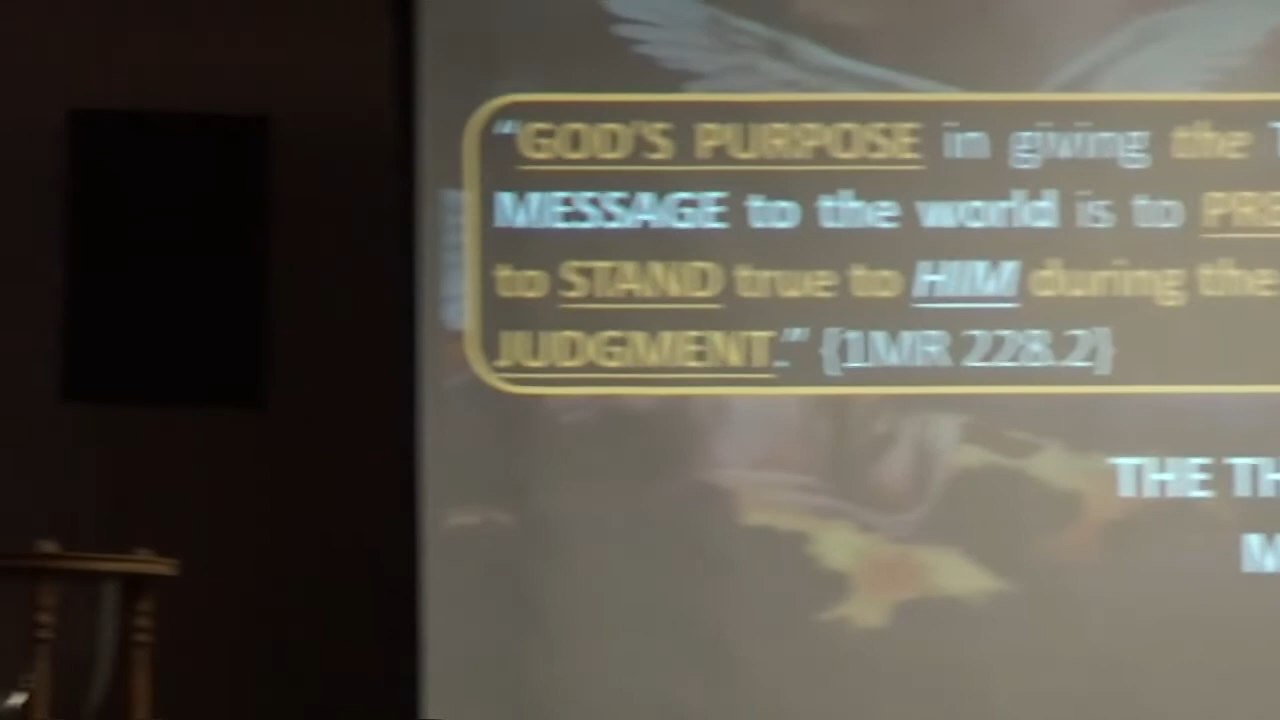 “GOD'S PURPOSE in giving the
MESSAGE to the world is to
to STAND true to HIM during the
JUDGMENT.” {1MR 228.2}
THE